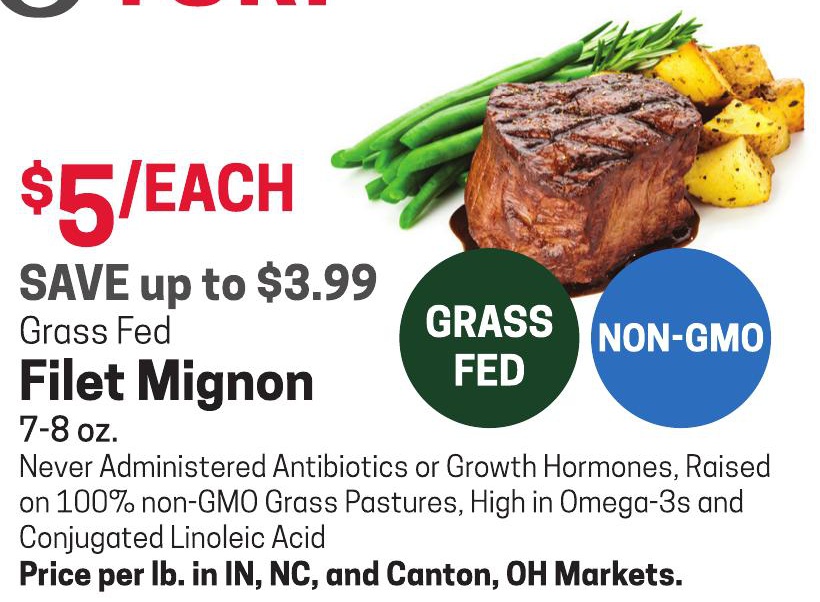 $5/EACH
SAVE up to $3.99
Grass Fed
Filet Mignon
7-8 oz.
Never Administered Antibiotics or Growth Hormones, Raised
on 100% non-GMO Grass Pastures, High in Omega-3s and
Conjugated Linoleic Acid
Price per lb. in IN, NC, and Canton, OH Markets.
GRASS
FED
NON-GMO